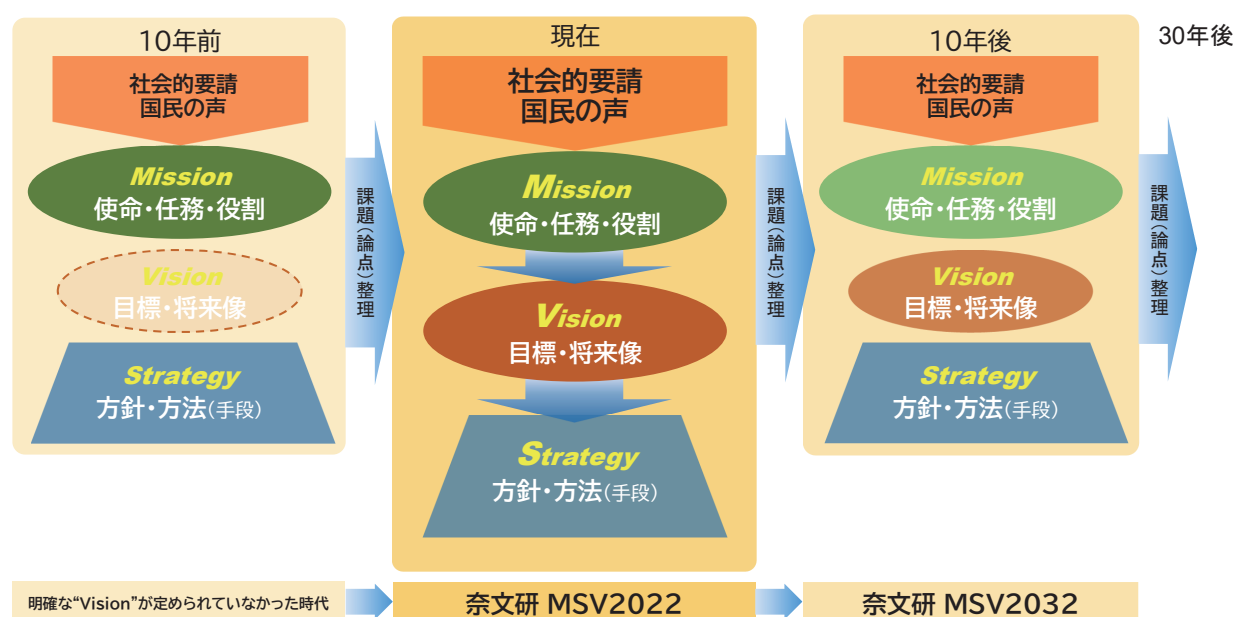 10年前
社会的要請
国民の声
Mission
使命・任務・役割
Vision
目標・将来像
Strategy
方針・方法(手段)
課題(論点)整理
現在
社会的要請
国民の声
Mission
使命・任務・役割
Vision
目標・将来像
Strategy
方針・方法(手段)
課題(論点)整理
10年後
社会的要請
国民の声
Mission
使命・任務・役割
Vision
目標・将来像
Strategy
方針・方法(手段)
課題(論点)整理
30年後
明確な“Vision”が定められていなかった時代
奈文研 MSV2022
奈文研 MSV2032